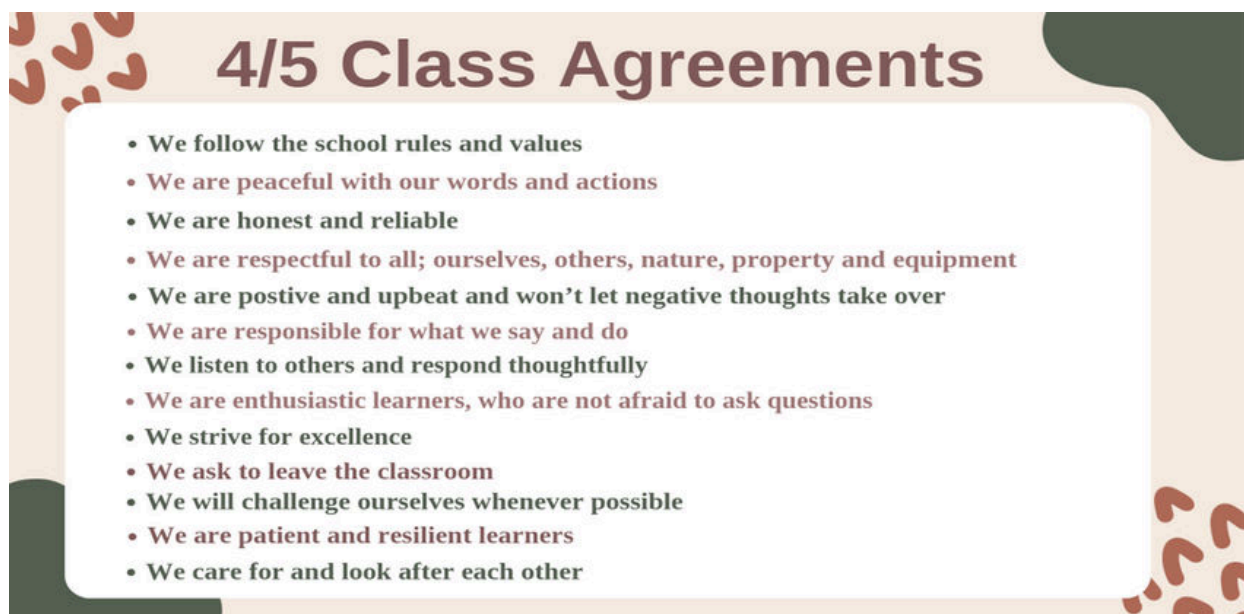 4/5 Class Agreements
• We follow the school rules and values
• We are peaceful with our words and actions
• We are honest and reliable
• We are respectful to all; ourselves, others, nature, property and equipment
• We are postive and upbeat and won’t let negative thoughts take over
• We are responsible for what we say and do
• We listen to others and respond thoughtfully
• We are enthusiastic learners, who are not afraid to ask questions
• We strive for excellence
• We ask to leave the classroom
• We will challenge ourselves whenever possible
• We are patient and resilient learners
• We care for and look after each other